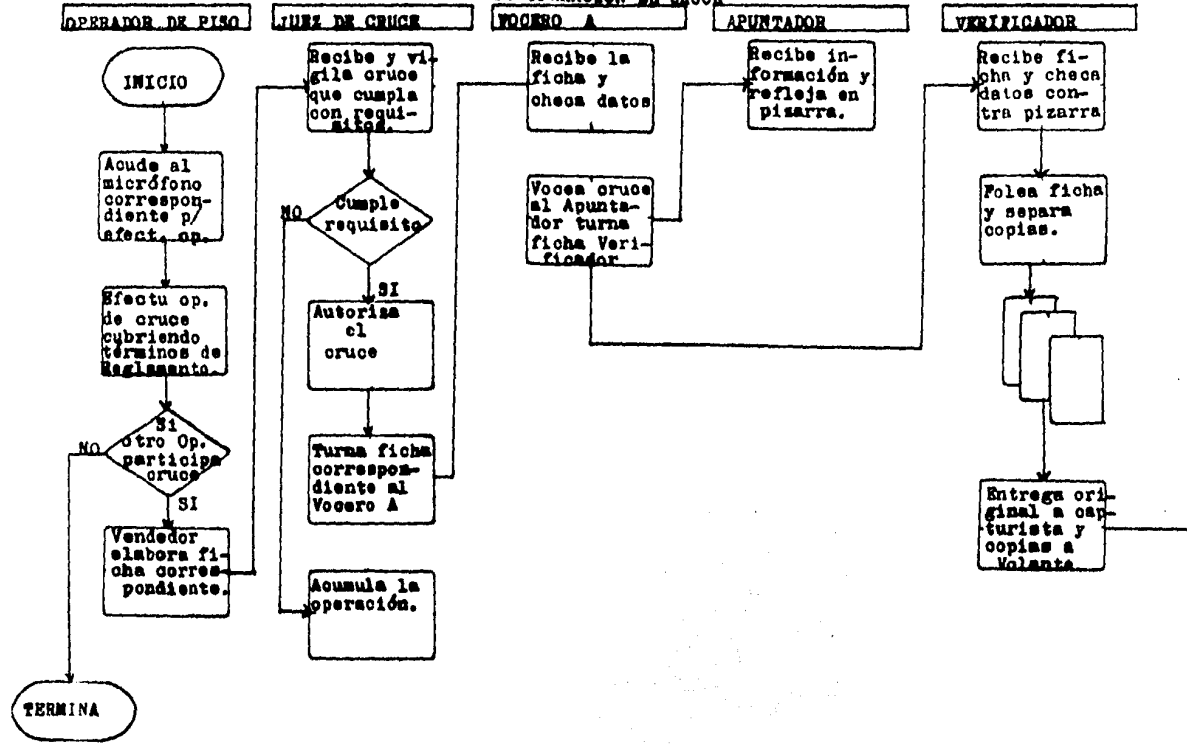 OPERADOR DE PISO
JUEZ DE CRUCE
VOCERO A
APUNTADOR
VERIFICADOR
INICIO
Acude al
micrófono
correspon-
diente p/
afect. op.
Efectu op.
de cruce
cubriendo
términos de
Reglamento.
Si
otro Op.
participa
cruce
NO
SI
Vendedor
elabora fi-
cha corres-
pondiente.
TERMINA
Recibe y vi-
gila cruce
que cumpla
con requi-
sitos.
Cumple
requisito
NO
SI
Autoriza
el
cruce
Turna ficha
correspon-
diente al
Vocero A
Acumula la
operación.
Recibe la
ficha y
checa datos
Vocea cruce
al Apunta-
dor turna
ficha Veri-
ficador
Recibe in-
formación y
refleja en
pizarra.
Recibe fi-
cha y checa
datos con-
tra pizarra
Folea ficha
y separa
copias.
Entrega ori-
ginal a cap-
turista y
copias a
Volante